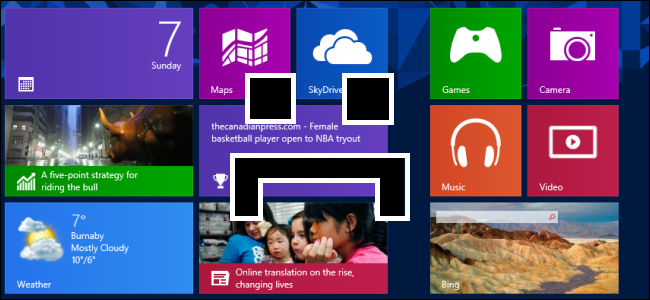 7
Sunday
Maps
SkyDrive
Games
Camera
thecanadianpress.com - Female
basketball player open to NBA tryout
A five-point strategy for
riding the bull
Music
Video
7°
Burnaby
Mostly Cloudy
10°/6°
Weather
Online translation on the rise,
changing lives
Bing